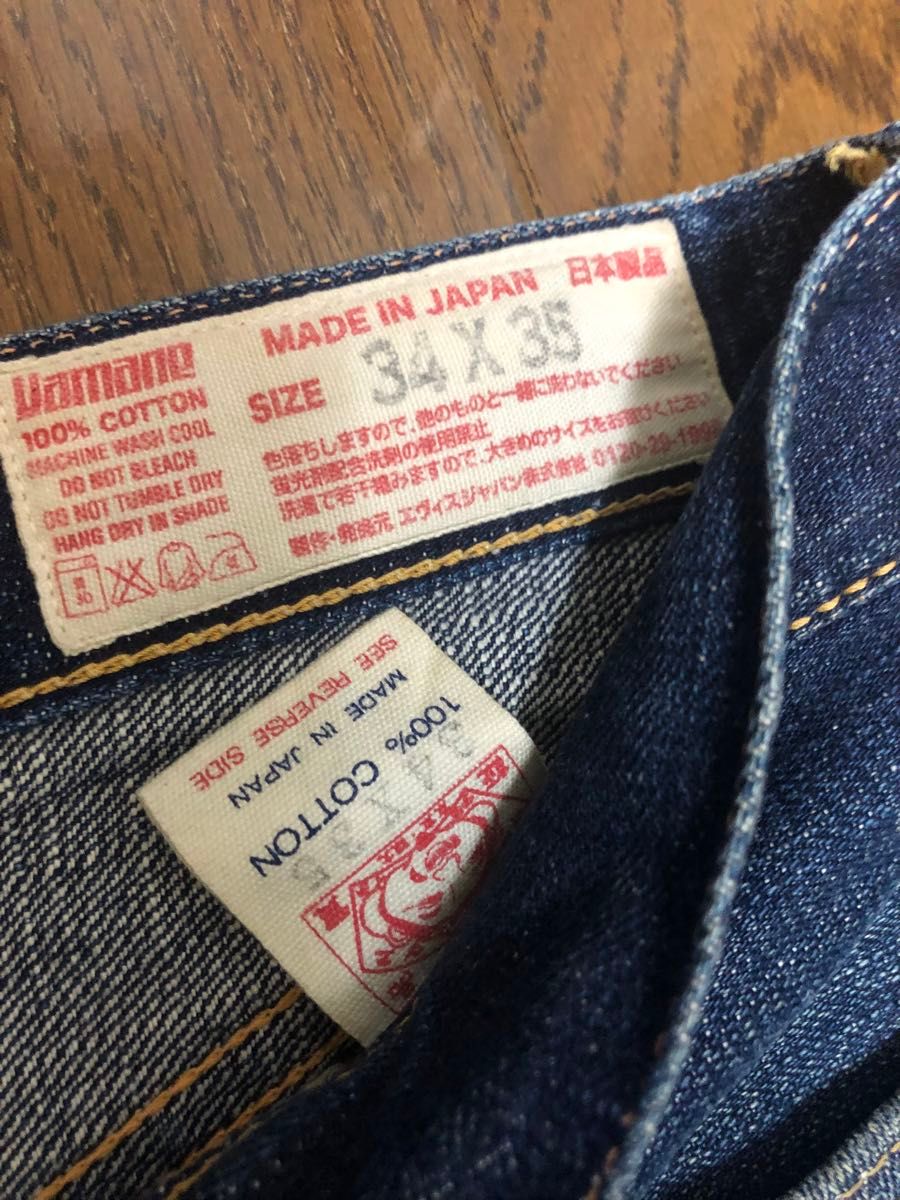 Yamane
100% COTTON
MACHINE WASH COOL
DO NOT BLEACH
DO NOT TUMBLE DRY
HANG DRY IN SHADE
MADE IN JAPAN 日本製品
SIZE 34 X 35
色落ちしますので、他のものと一緒に洗わないでください
蛍光剤配合洗剤の使用禁止
洗濯で若干縮みますので、大きめのサイズをお選びください
製作・発売元 エヴィスジャパン株式会社 0120-29-
SEE REVERSE SIDE
MADE IN JAPAN
100% COTTON
34 X 35